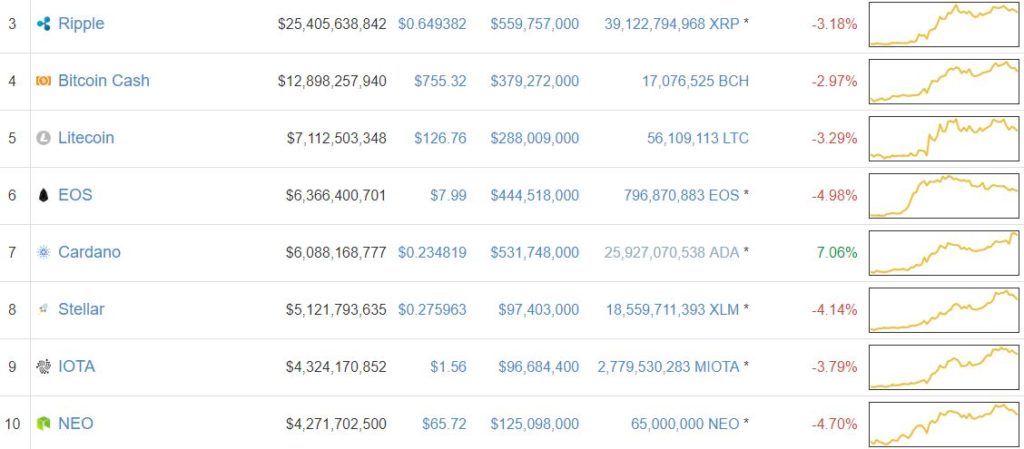 3 Ripple $25,405,638,842 $0.649382 $559,757,000 39,122,794,968 XRP * -3.18%
4 Bitcoin Cash $12,898,257,940 $755.32 $379,272,000 17,076,525 BCH -2.97%
5 Litecoin $7,112,503,348 $126.76 $288,009,000 56,109,113 LTC -3.29%
6 EOS $6,366,400,701 $7.99 $444,518,000 796,870,883 EOS * -4.98%
7 Cardano $6,088,168,777 $0.234819 $531,748,000 25,927,070,538 ADA * 7.06%
8 Stellar $5,121,793,635 $0.275963 $97,403,000 18,559,711,393 XLM * -4.14%
9 IOTA $4,324,170,852 $1.56 $96,684,400 2,779,530,283 MIOTA * -3.79%
10 NEO $4,271,702,500 $65.72 $125,098,000 65,000,000 NEO * -4.70%